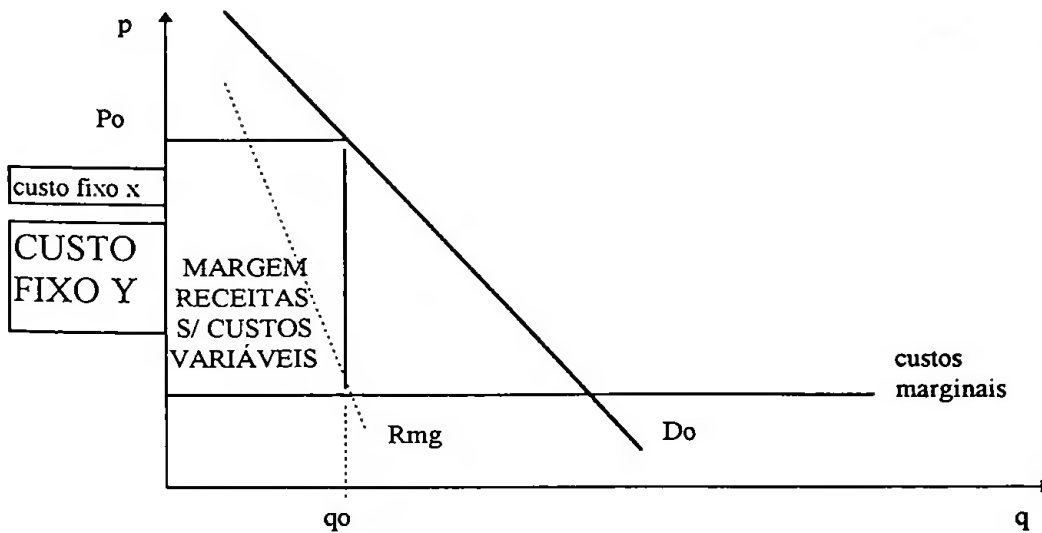 p
Po
custo fixo x
CUSTO
FIXO Y
MARGEM
RECEITAS
S/ CUSTOS
VARIÁVEIS
custos
marginais
Rmg
Do
qo
q